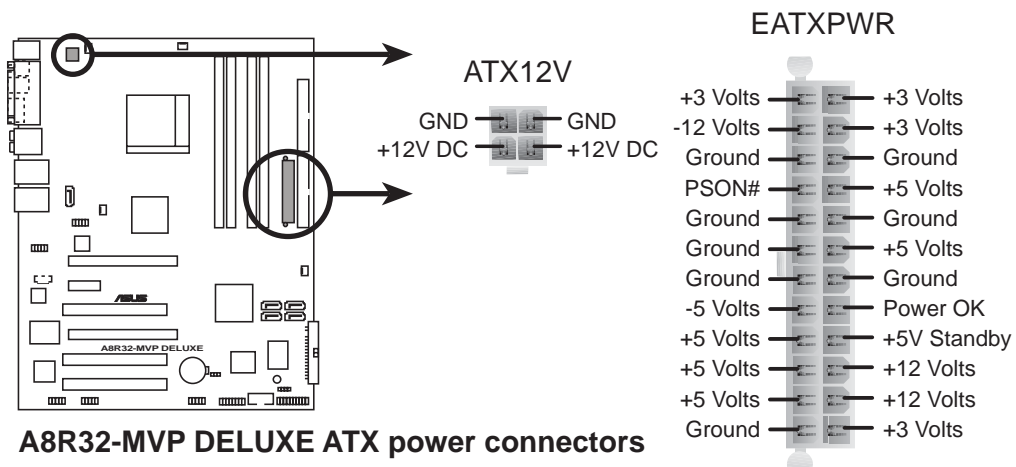 EATXPWR
ATX12V
GND GND
+12V DC +12V DC
+3 Volts +3 Volts
-12 Volts +3 Volts
Ground Ground
PSON# +5 Volts
Ground Ground
Ground +5 Volts
Ground Ground
-5 Volts Power OK
+5 Volts +5V Standby
+5 Volts +12 Volts
+5 Volts +12 Volts
Ground +3 Volts
ASUS
A8R32-MVP DELUXE
A8R32-MVP DELUXE ATX power connectors